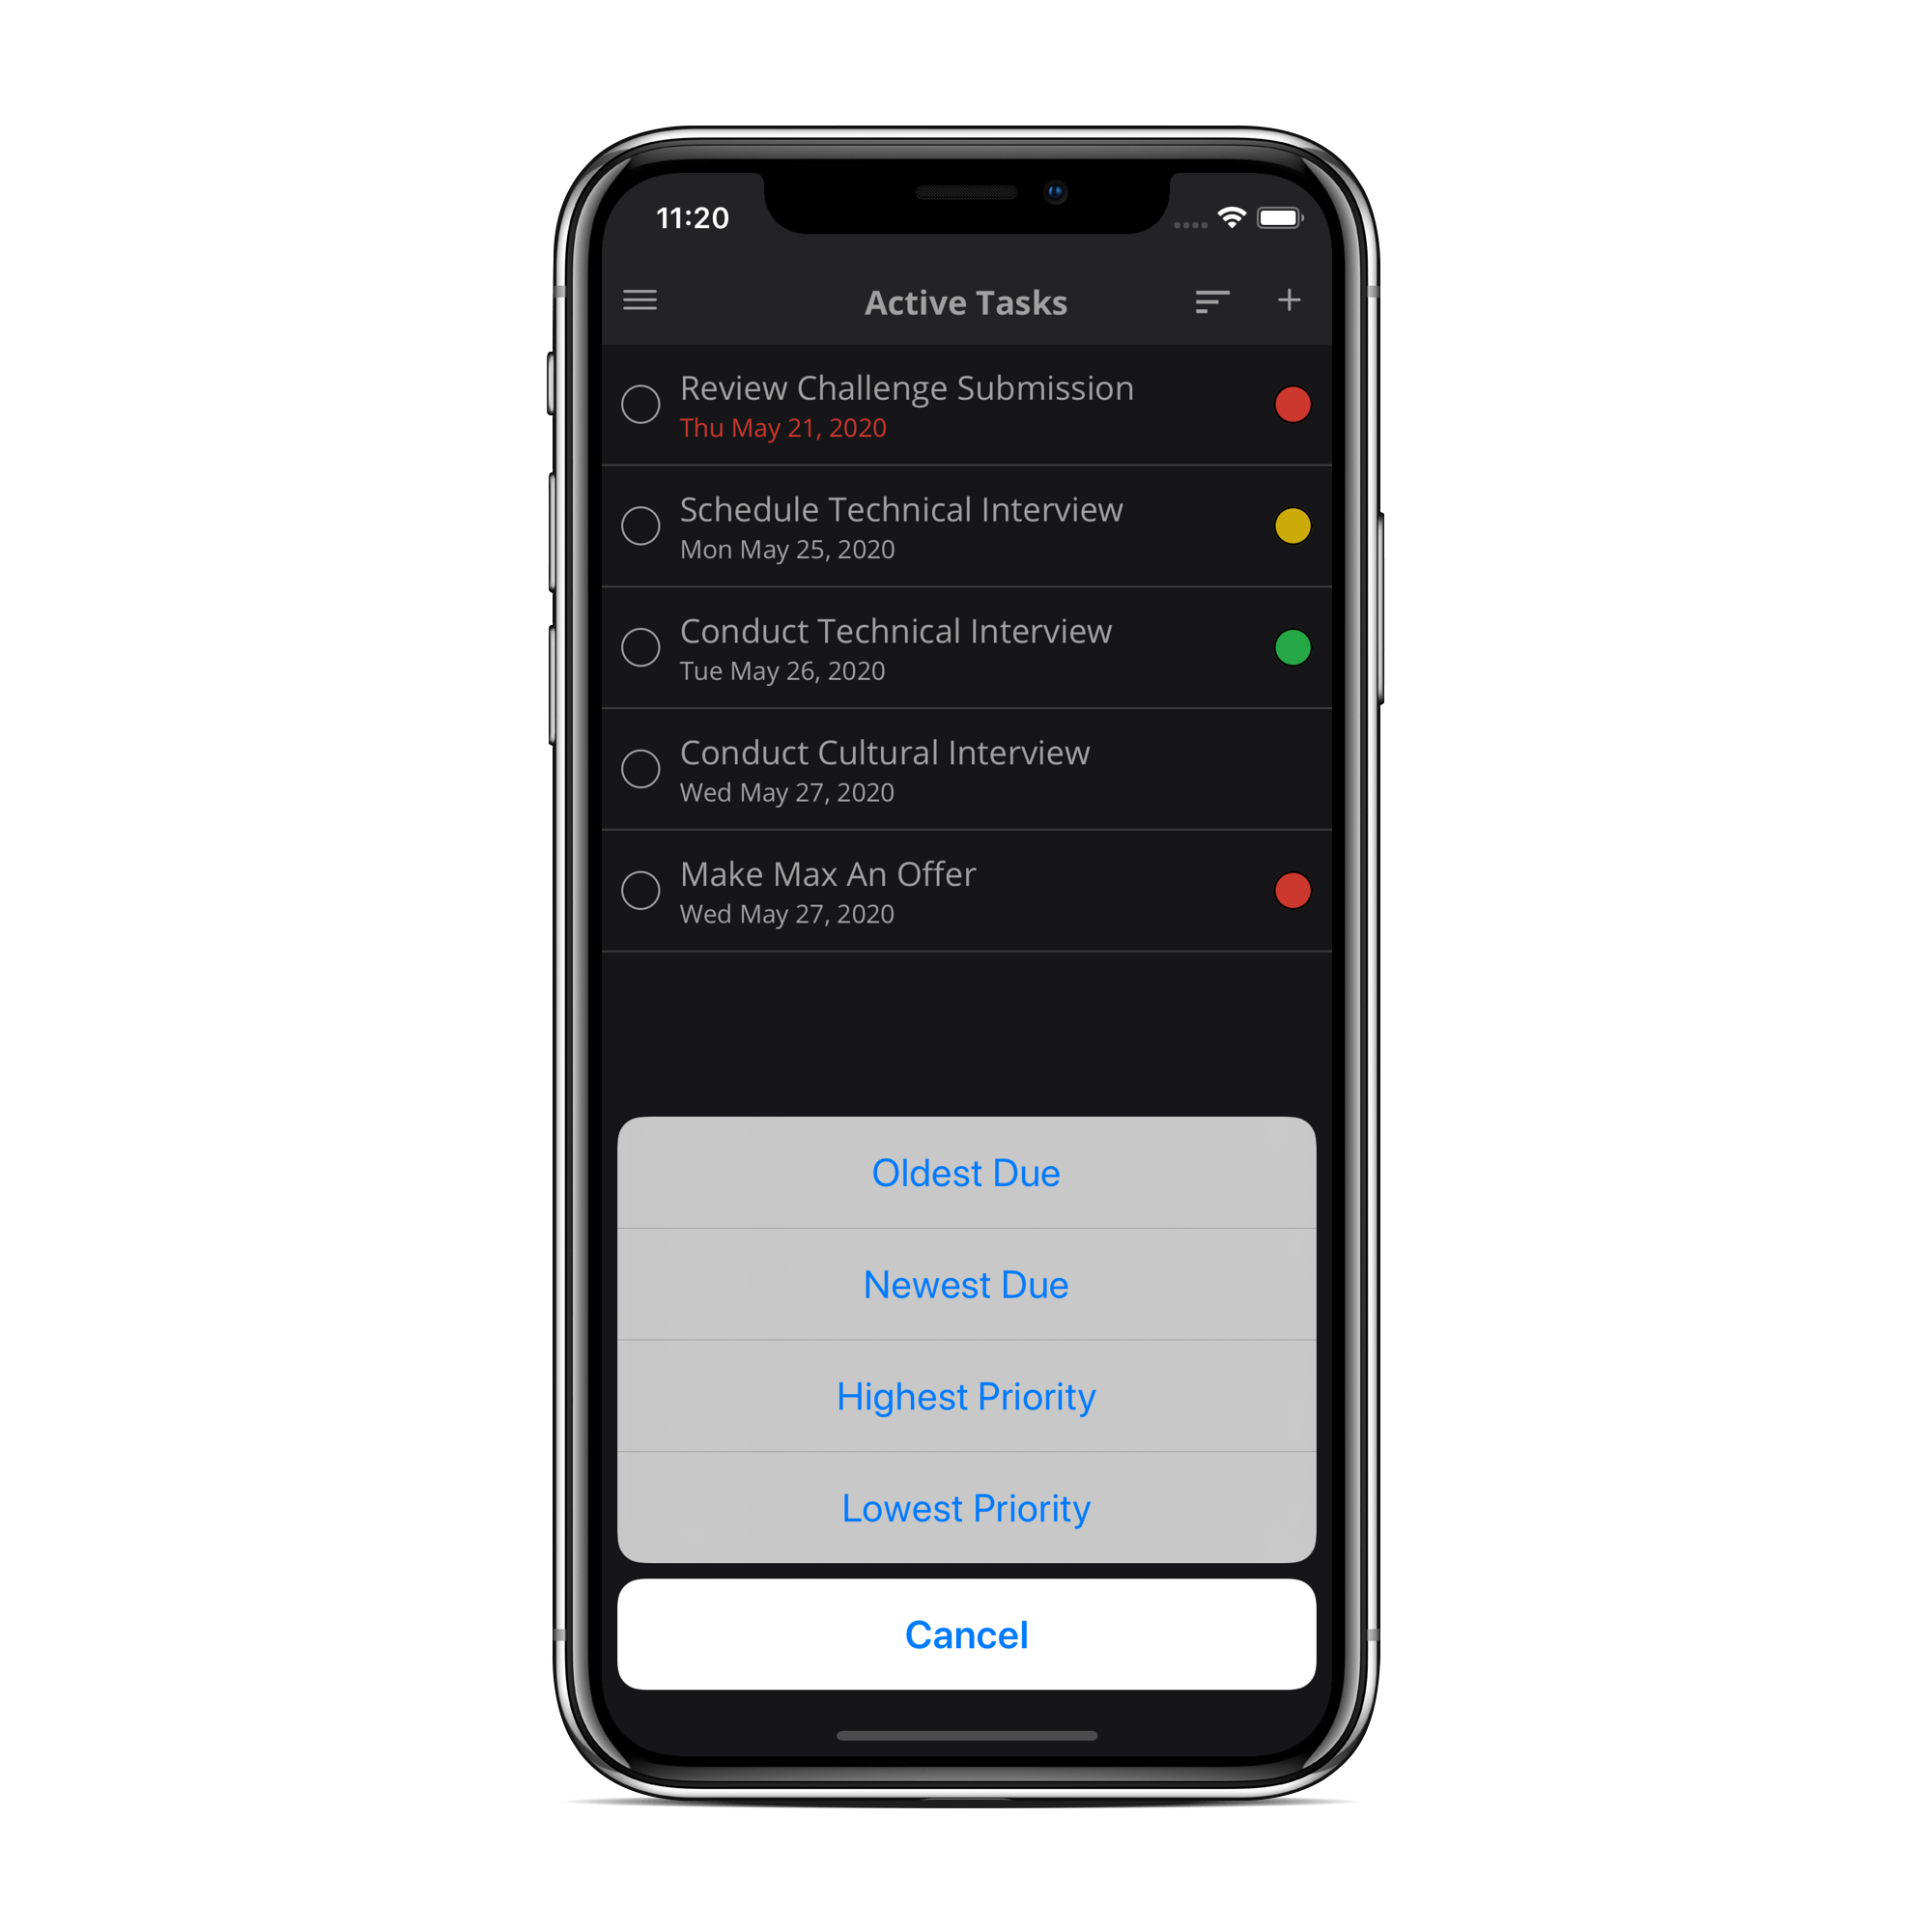 11:20
Active Tasks
Review Challenge Submission
Thu May 21, 2020
Schedule Technical Interview
Mon May 25, 2020
Conduct Technical Interview
Tue May 26, 2020
Conduct Cultural Interview
Wed May 27, 2020
Make Max An Offer
Wed May 27, 2020
Oldest Due
Newest Due
Highest Priority
Lowest Priority
Cancel